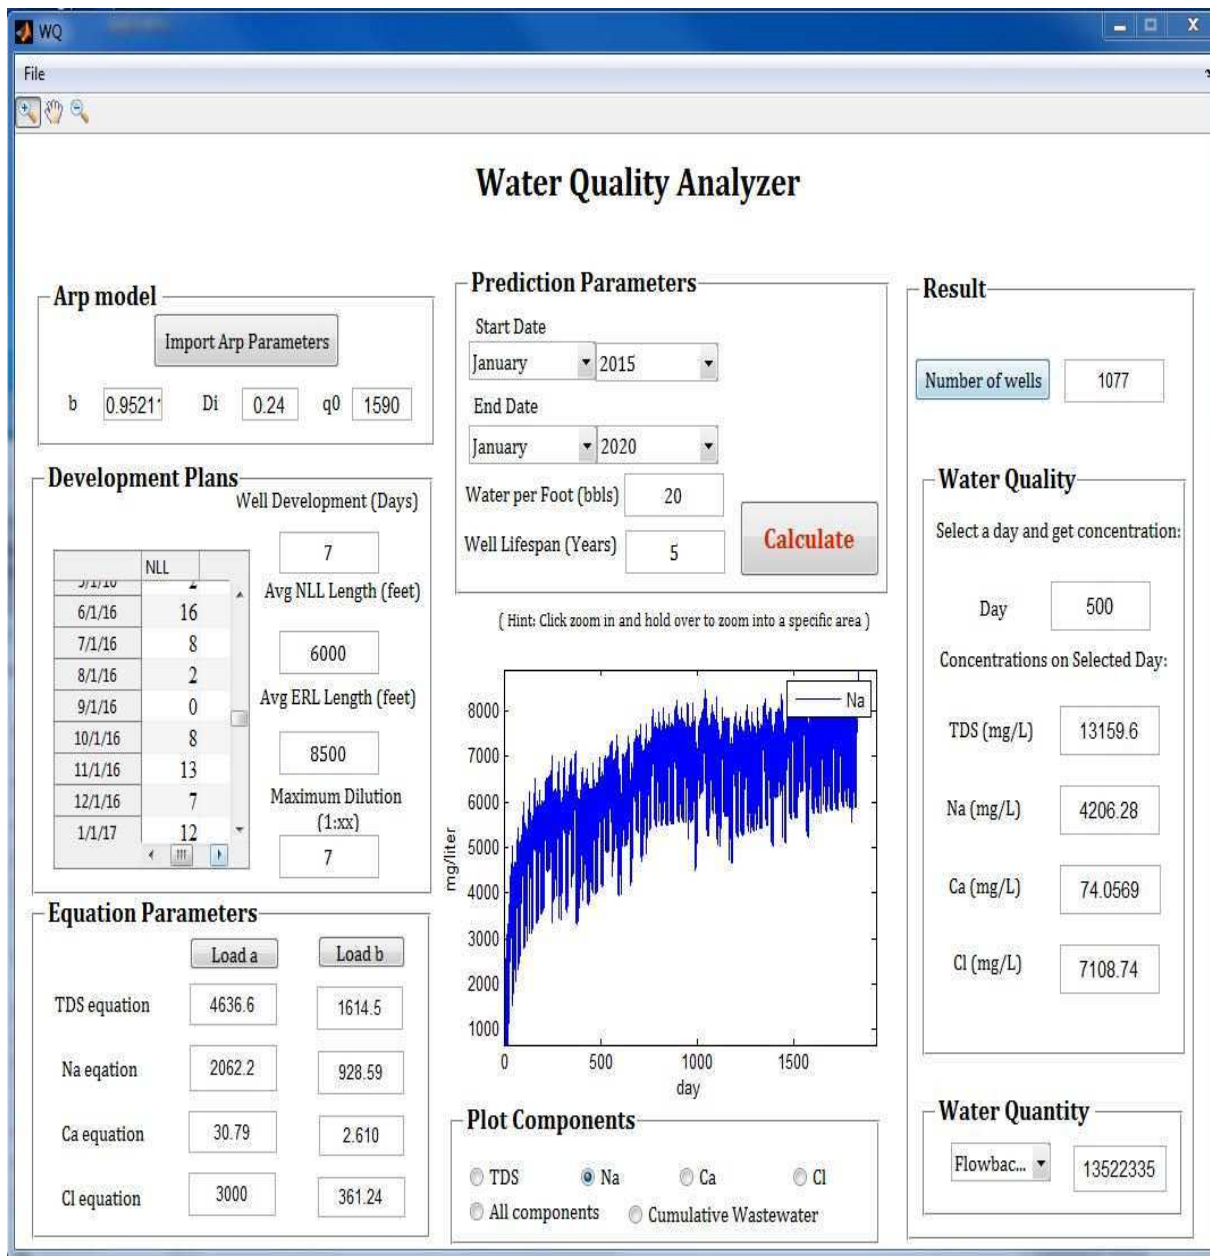 WQ
File
Water Quality Analyzer
Arp model
Import Arp Parameters
b 0.9521 Di 0.24 q0 1590
Development Plans
Well Development (Days)
7
Avg NLL Length (feet)
6000
Avg ERL Length (feet)
8500
Maximum Dilution
(1:xx)
7
NLL
6/1/16 16
7/1/16 8
8/1/16 2
9/1/16 0
10/1/16 8
11/1/16 13
12/1/16 7
1/1/17 12
Equation Parameters
Load a Load b
TDS equation 4636.6 1614.5
Na eqation 2062.2 928.59
Ca equation 30.79 2.610
Cl equation 3000 361.24
Prediction Parameters
Start Date
January 2015
End Date
January 2020
Water per Foot (bbls) 20
Well Lifespan (Years) 5
Calculate
( Hint: Click zoom in and hold over to zoom into a specific area )
Na
8000
7000
6000
5000
4000
3000
2000
1000
mg/liter
0 500 1000 1500
day
Plot Components
TDS Na Ca Cl
All components Cumulative Wastewater
Result
Number of wells 1077
Water Quality
Select a day and get concentration:
Day 500
Concentrations on Selected Day:
TDS (mg/L) 13159.6
Na (mg/L) 4206.28
Ca (mg/L) 74.0569
Cl (mg/L) 7108.74
Water Quantity
Flowbac... 13522335